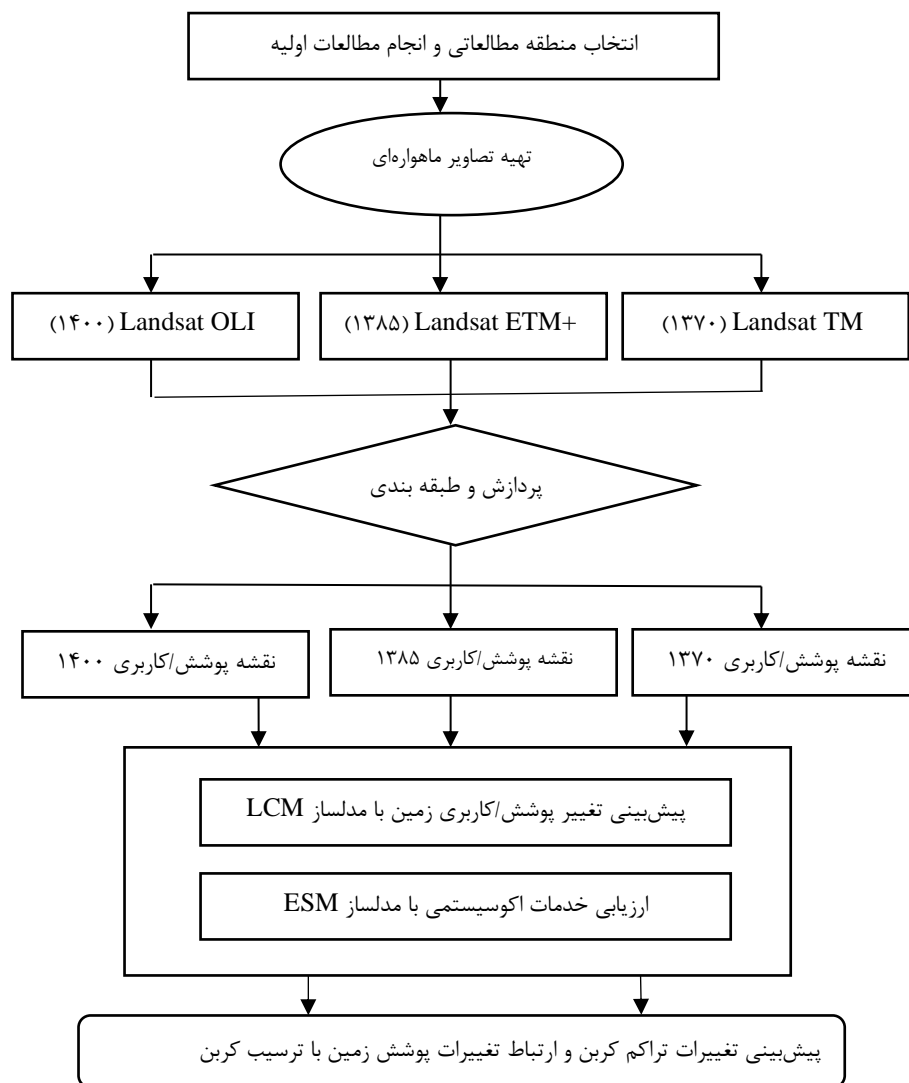 انتخاب منطقه مطالعاتی و انجام مطالعات اولیه
تهیه تصاویر ماهواره‌ای
Landsat TM (۱۳۷۰)
Landsat ETM+ (۱۳۸۵)
Landsat OLI (۱۴۰۰)
پردازش و طبقه بندی
نقشه پوشش/کاربری ۱۳۷۰
نقشه پوشش/کاربری ۱۳۸۵
نقشه پوشش/کاربری ۱۴۰۰
پیش‌بینی تغییر پوشش/کاربری زمین با مدلساز LCM
ارزیابی خدمات اکوسیستمی با مدلساز ESM
پیش‌بینی تغییرات تراکم کربن و ارتباط تغییرات پوشش زمین با ترسیب کربن